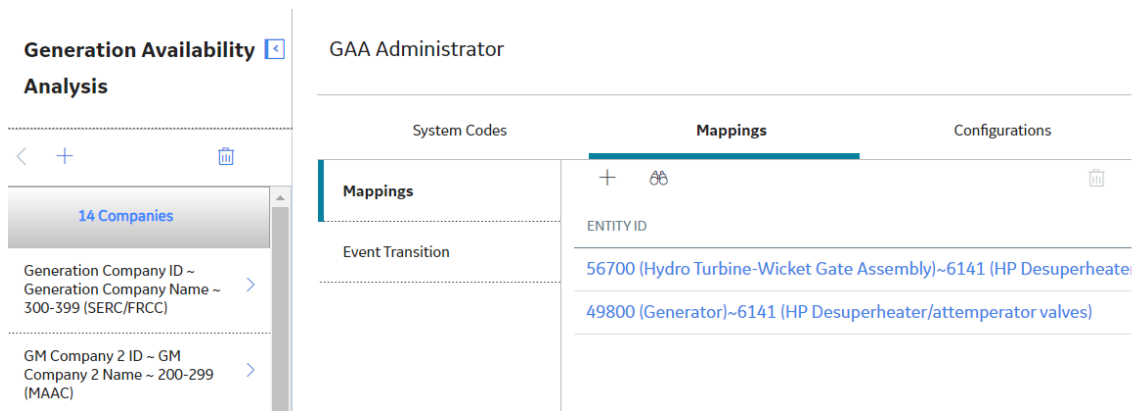 Generation Availability
Analysis
14 Companies
Generation Company ID ~
Generation Company Name ~
300-399 (SERC/FRCC)
GM Company 2 ID ~ GM
Company 2 Name ~ 200-299
(MAAC)
GAA Administrator
System Codes
Mappings
Configurations
Mappings
Event Transition
ENTITY ID
56700 (Hydro Turbine-Wicket Gate Assembly)~6141 (HP Desuperheater
49800 (Generator)~6141 (HP Desuperheater/attemperator valves)